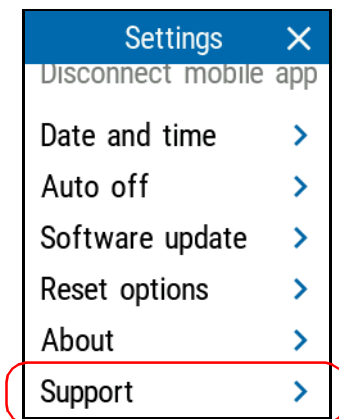 Settings
Disconnect mobile app
Date and time
Auto off
Software update
Reset options
About
Support